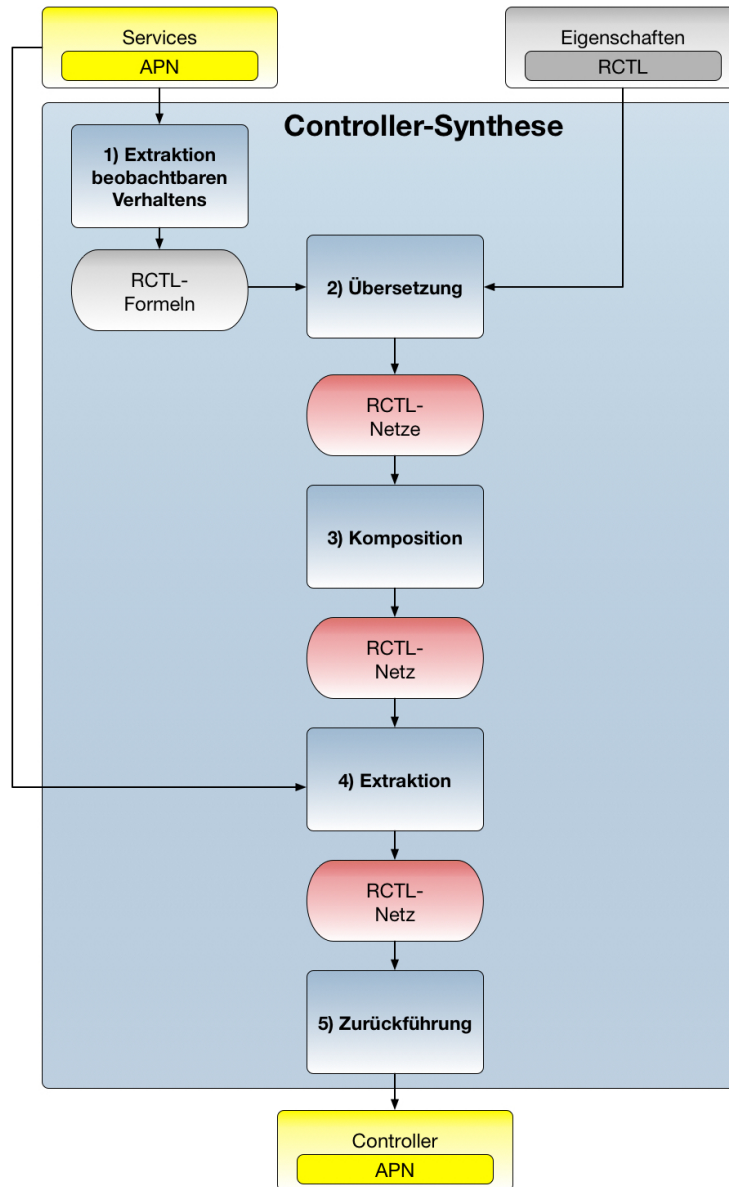 Services
APN
Eigenschaften
RCTL
Controller-Synthese
1) Extraktion
beobachtbaren
Verhaltens
RCTL-
Formeln
2) Übersetzung
RCTL-
Netze
3) Komposition
RCTL-
Netz
4) Extraktion
RCTL-
Netz
5) Zurückführung
Controller
APN